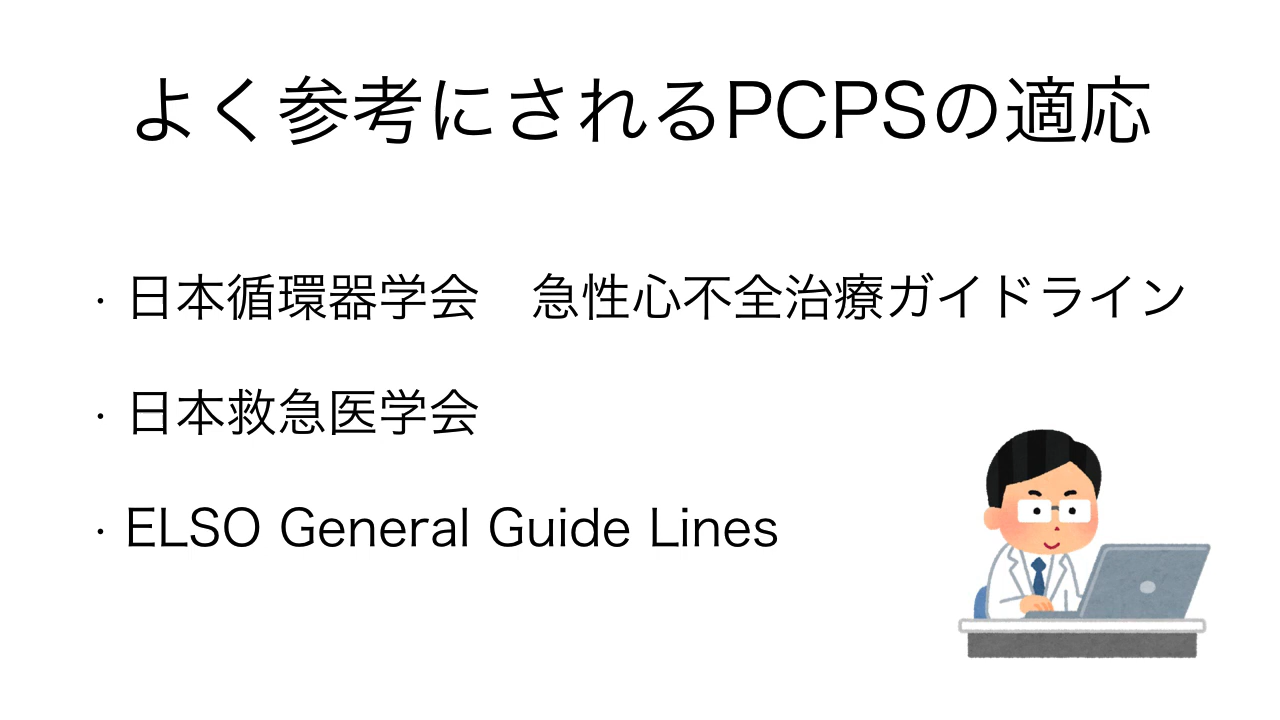 よく参考にされるPCPSの適応
・日本循環器学会　急性心不全治療ガイドライン
・日本救急医学会
・ELSO General Guide Lines